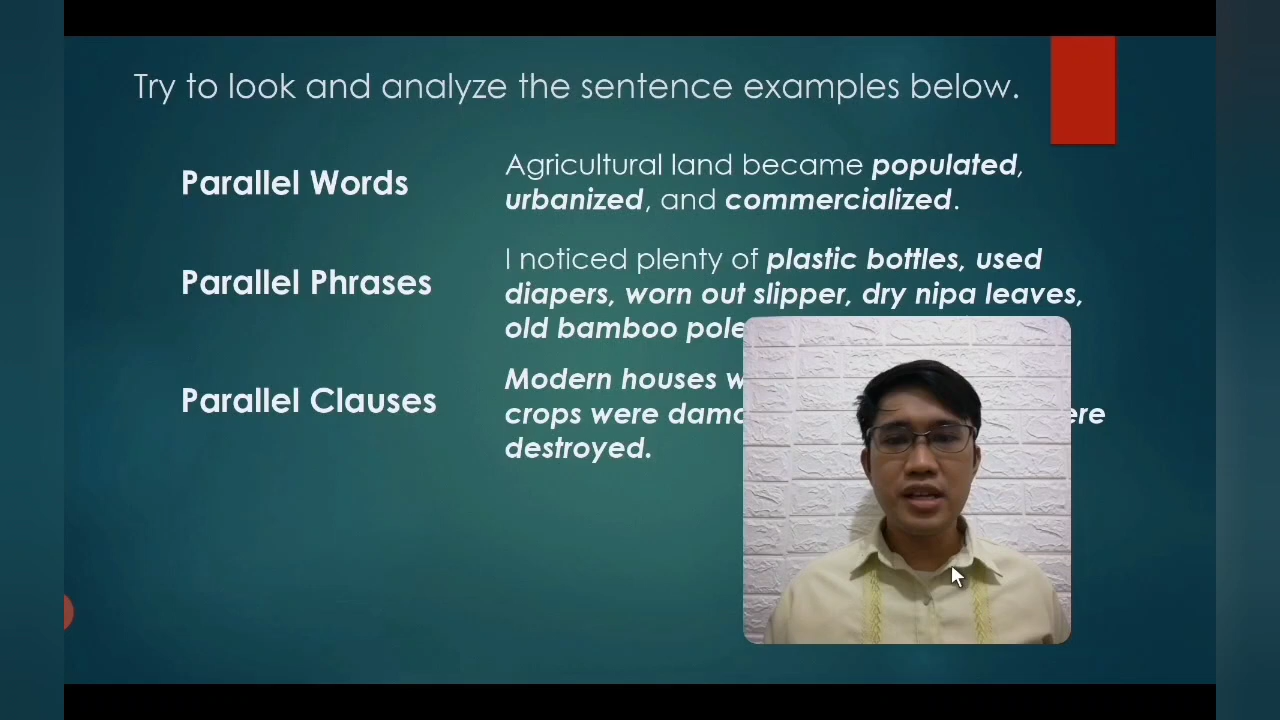 Try to look and analyze the sentence examples below.
Parallel Words
Agricultural land became populated,
urbanized, and commercialized.
Parallel Phrases
I noticed plenty of plastic bottles, used
diapers, worn out slipper, dry nipa leaves,
old bamboo pole
Parallel Clauses
Modern houses
crops were
destroyed.